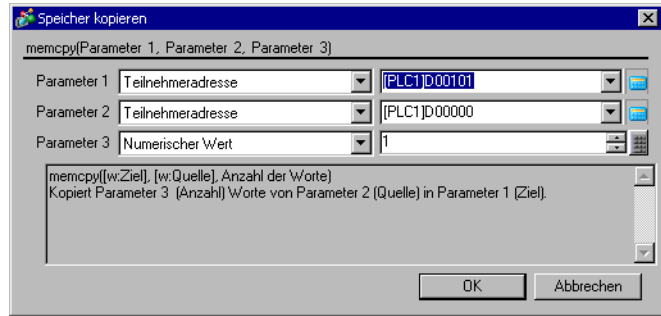 Speicher kopieren
memcpy(Parameter 1, Parameter 2, Parameter 3)
Parameter 1 Teilnehmeradresse [PLC1]D00101
Parameter 2 Teilnehmeradresse [PLC1]D00000
Parameter 3 Numerischer Wert 1
memcpy([w:Ziel], [w:Quelle], Anzahl der Worte)
Kopiert Parameter 3 (Anzahl) Worte von Parameter 2 (Quelle) in Parameter 1 (Ziel).
OK Abbrechen